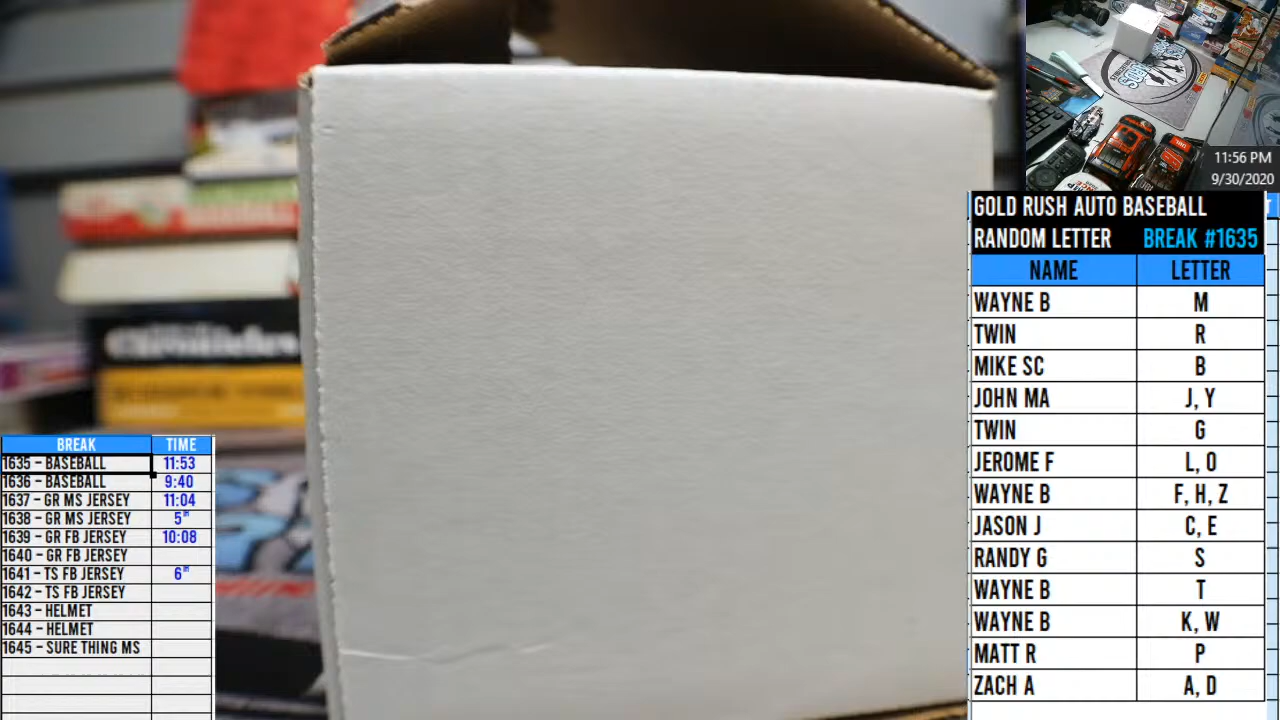 11:56 PM
9/30/2020
GOLD RUSH AUTO BASEBALL
RANDOM LETTER BREAK #1635
NAME LETTER
WAYNE B M
TWIN R
MIKE SC B
JOHN MA J, Y
TWIN G
JEROME F L, O
WAYNE B F, H, Z
JASON J C, E
RANDY G S
WAYNE B T
WAYNE B K, W
MATT R P
ZACH A A, D
BREAK TIME
1635 – BASEBALL 11:53
1636 – BASEBALL 9:40
1637 – GR MS JERSEY 11:04
1638 – GR MS JERSEY 5TH
1639 – GR FB JERSEY 10:08
1640 – GR FB JERSEY
1641 – TS FB JERSEY 6TH
1642 – TS FB JERSEY
1643 – HELMET
1644 – HELMET
1645 – SURE THING MS
Chronicles